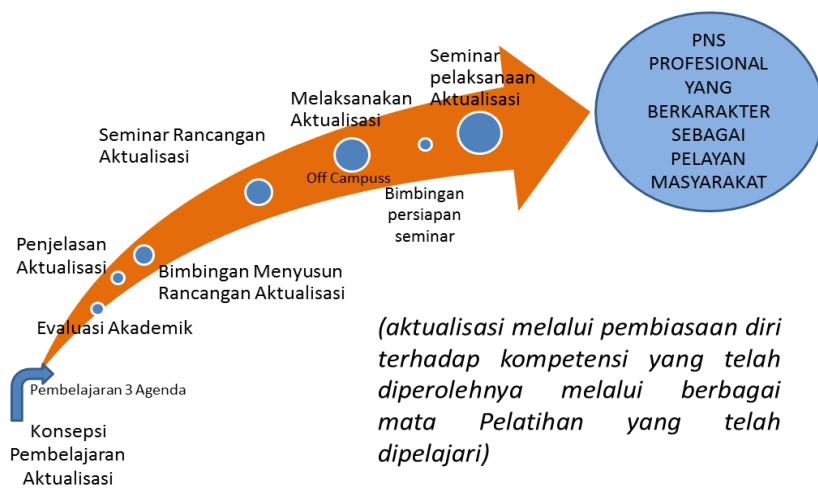 Konsepsi
Pembelajaran
Aktualisasi
Pembelajaran 3 Agenda
Evaluasi Akademik
Penjelasan
Aktualisasi
Bimbingan Menyusun
Rancangan Aktualisasi
Seminar Rancangan
Aktualisasi
Melaksanakan
Aktualisasi
Off Campuss
Bimbingan
persiapan
seminar
Seminar
pelaksanaan
Aktualisasi
PNS
PROFESIONAL
YANG
BERKARAKTER
SEBAGAI
PELAYAN
MASYARAKAT
(aktualisasi melalui pembiasaan diri
terhadap kompetensi yang telah
diperolehnya melalui berbagai
mata Pelatihan yang telah
dipelajari)